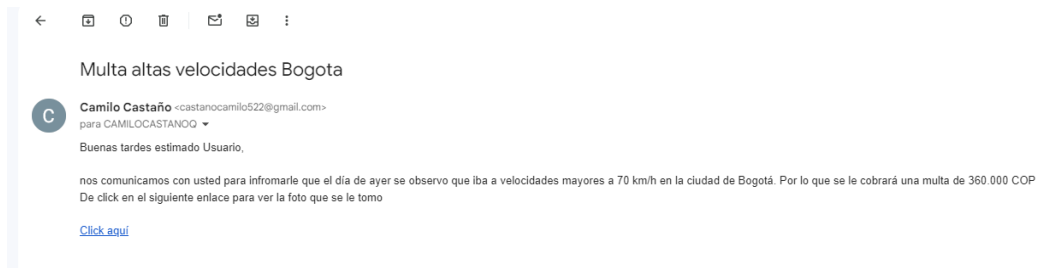 Multa altas velocidades Bogota
C
Camilo Castaño <castanocamilo522@gmail.com>
para CAMILOCASTANOQ
Buenas tardes estimado Usuario,
nos comunicamos con usted para infromarle que el día de ayer se observo que iba a velocidades mayores a 70 km/h en la ciudad de Bogotá. Por lo que se le cobrará una multa de 360.000 COP
De click en el siguiente enlace para ver la foto que se le tomo
Click aquí